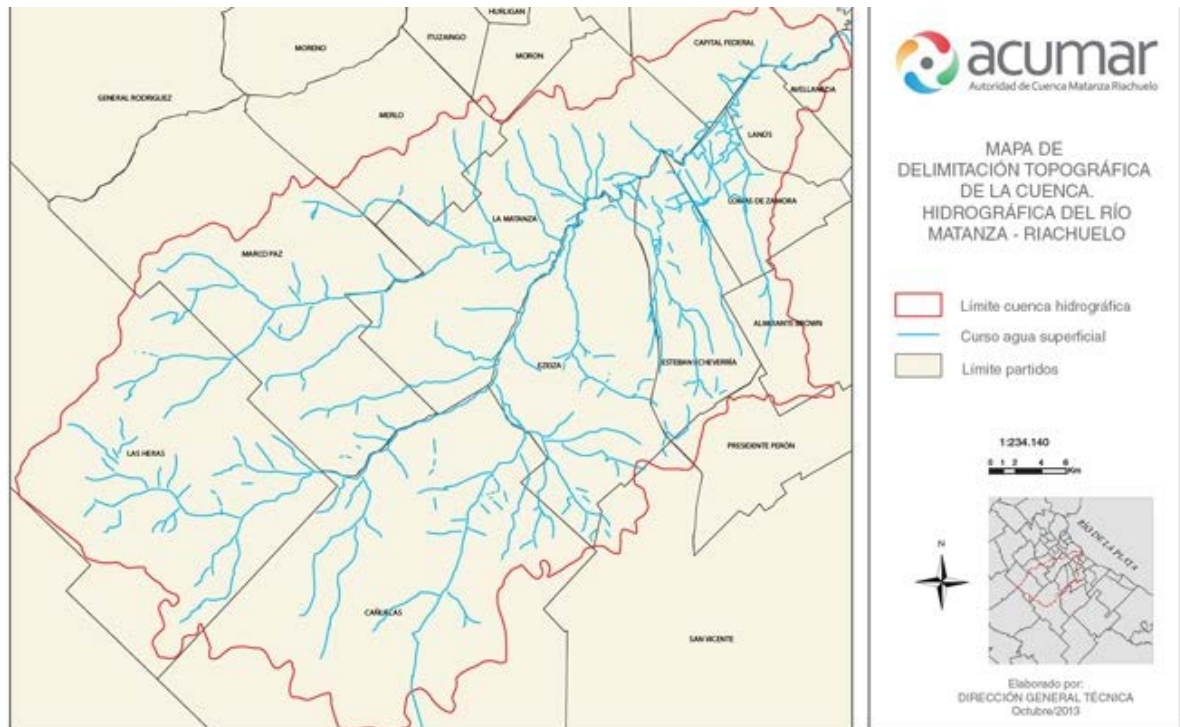 HURLIGAN
ITUZAINGO
CAPITAL FEDERAL
MORENO
MORON
AVELLANEDA
GENERAL RODRIGUEZ
MERLO
LANÚS
LOMAS DE ZAMORA
LA MATANZA
MARCO PAZ
ALMIRANTE BROWN
EZEIZA
ESTEBAN ECHEVERRÍA
PRESIDENTE PERÓN
LAS HERAS
CAÑUELAS
SAN VICENTE
acumar
Autoridad de Cuenca Matanza Riachuelo
MAPA DE
DELIMITACIÓN TOPOGRÁFICA
DE LA CUENCA.
HIDROGRÁFICA DEL RÍO
MATANZA - RIACHUELO
Límite cuenca hidrográfica
Curso agua superficial
Límite partidos
1:234.140
0 1 2 4 6
Km
RÍO DE LA PLATA
N
Elaborado por:
DIRECCIÓN GENERAL TÉCNICA
Octubre/2013